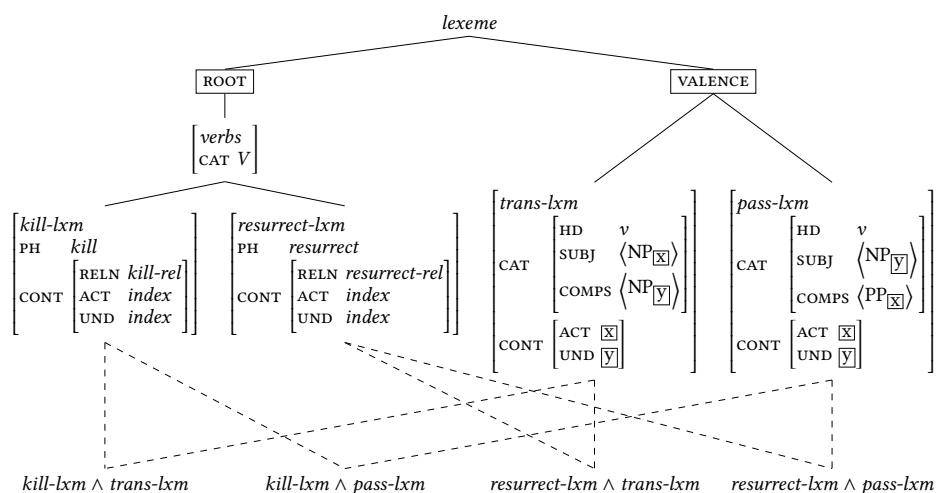 lexeme
ROOT VALENCE
verbs
CAT V
kill-lxm
PH kill
CONT
RELN kill-rel
ACT index
UND index
resurrect-lxm
PH resurrect
CONT
RELN resurrect-rel
ACT index
UND index
trans-lxm
CAT
HD v
SUBJ ⟨NP x⟩
COMPS ⟨NP y⟩
CONT
ACT x
UND y
pass-lxm
CAT
HD v
SUBJ ⟨NP y⟩
COMPS ⟨PP x⟩
CONT
ACT x
UND y
kill-lxm ∧ trans-lxm kill-lxm ∧ pass-lxm resurrect-lxm ∧ trans-lxm resurrect-lxm ∧ pass-lxm